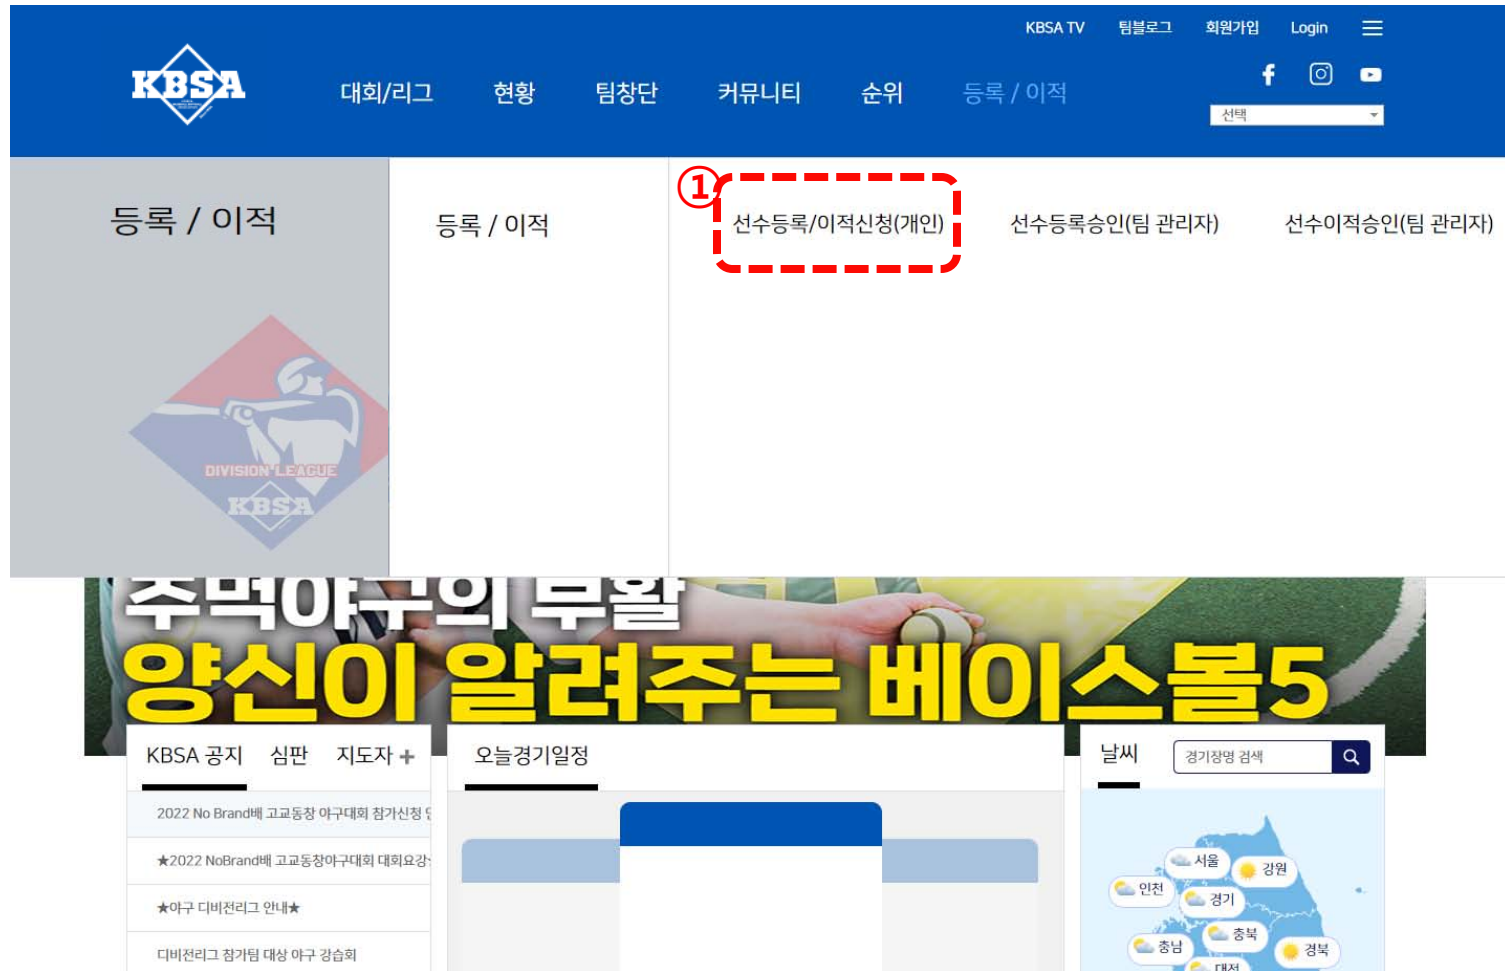 KBSA TV 팀블로그 회원가입 Login
KBSA
대회/리그 현황 팀창단 커뮤니티 순위 등록 / 이적
선택
등록 / 이적
등록 / 이적
①
선수등록/이적신청(개인) 선수등록승인(팀 관리자) 선수이적승인(팀 관리자)
DIVISION LEAGUE
KBSA
주먹야구의 부활
양신이 알려주는 베이스볼5
KBSA 공지 심판 지도자 +
2022 No Brand배 고교동창 야구대회 참가신청
★2022 NoBrand배 고교동창야구대회 대회요강
★야구 디비전리그 안내★
디비전리그 참가팀 대상 야구 강습회
오늘경기일정
날씨
경기장명 검색
서울
강원
인천
경기
충북
충남
경북
대전